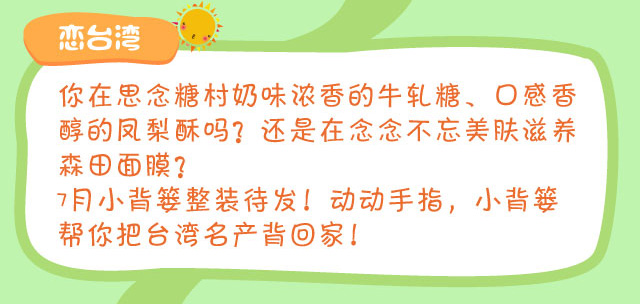 恋台湾
你在思念糖村奶味浓香的牛轧糖、口感香
醇的凤梨酥吗？还是在念念不忘美肤滋养
森田面膜？
7月小背篓整装待发！动动手指，小背篓
帮你把台湾名产背回家！